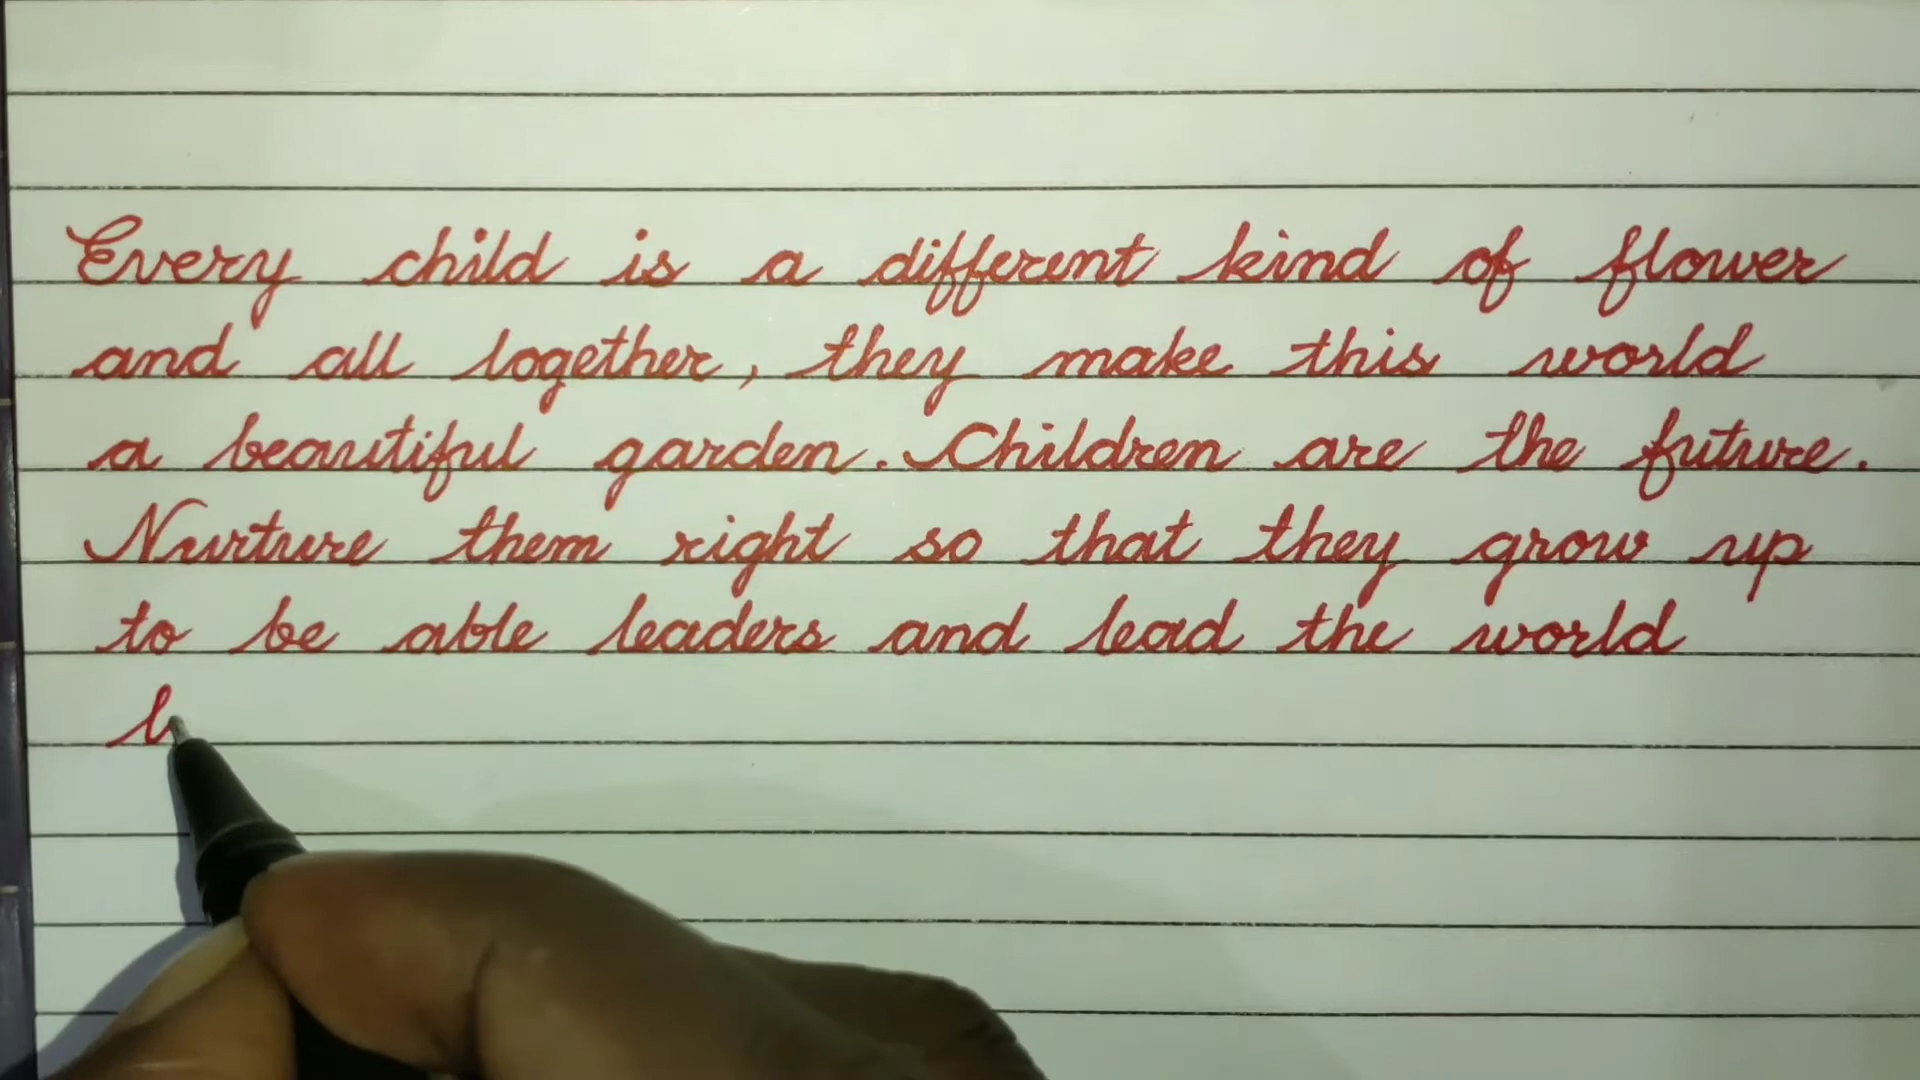 Every child is a different kind of flower
and all together, they make this world
a beautiful garden. Children are the future.
Nurture them right so that they grow up
to be able leaders and lead the world